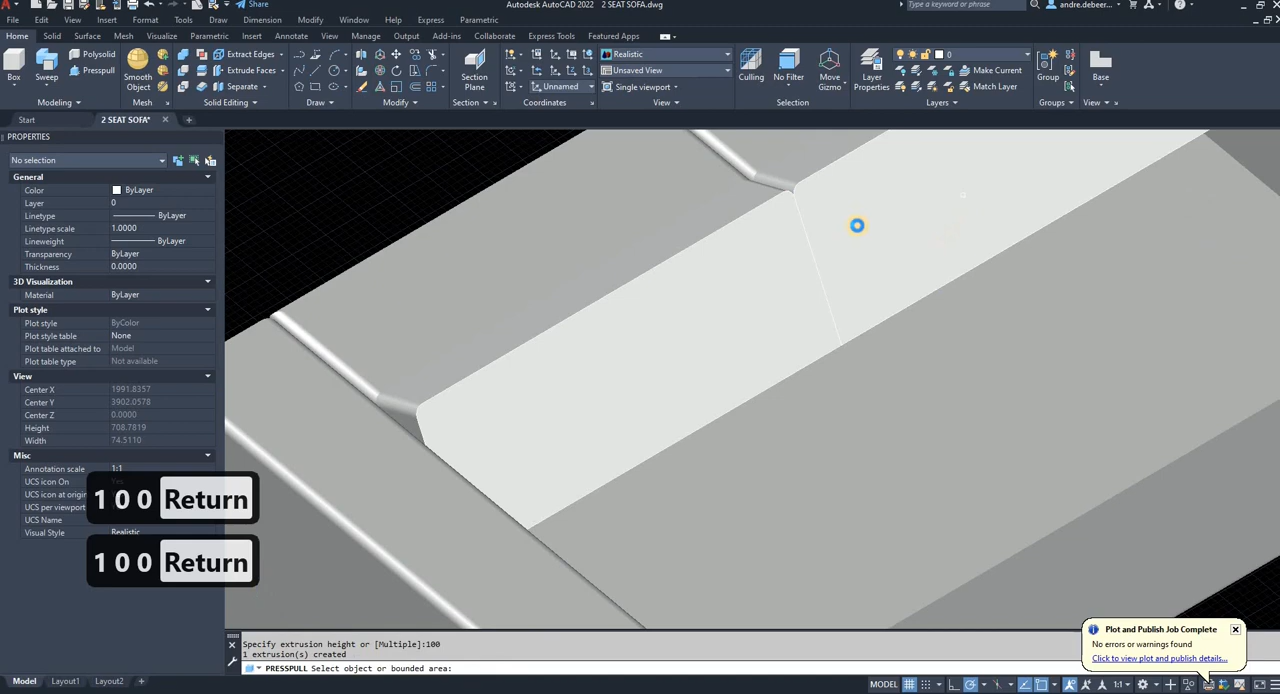 Share
Autodesk AutoCAD 2022
2 SEAT SOFA.dwg
Type a keyword or phrase
andre.debeer...
File
Edit
View
Insert
Format
Tools
Draw
Dimension
Modify
Window
Help
Express
Parametric
Home
Solid
Surface
Mesh
Visualize
Parametric
Insert
Annotate
View
Manage
Output
Add-ins
Collaborate
Express Tools
Featured Apps
Box
Sweep
Polysolid
Presspull
Smooth
Object
Extrude Edges
Extrude Faces
Separate
Section
Plane
Unnamed
Realistic
Unsaved View
Single viewport
Culling
No Filter
Move
Gizmo
Layer
Properties
0
Make Current
Match Layer
Group
Base
Modeling
Mesh
Solid Editing
Draw
Modify
Section
Coordinates
View
Selection
Layers
Groups
View
Start
2 SEAT SOFA*
PROPERTIES
No selection
General
Color ByLayer
Layer 0
Linetype ByLayer
Linetype scale 1.0000
Lineweight ByLayer
Transparency ByLayer
Thickness 0.0000
3D Visualization
Material ByLayer
Plot style
Plot style ByColor
Plot style table None
Plot table attached to Model
Plot table type Not available
View
Center X 1991.8357
Center Y 3902.0578
Center Z 0.0000
Height 708.7819
Width 74.5110
Misc
Annotation scale 1:1
UCS icon On Yes
UCS icon at origin
UCS per viewport
UCS Name
Visual Style Realistic
1 0 0 Return
1 0 0 Return
Specify extrusion height or [Multiple]:100
1 extrusion(s) created
PRESSPULL Select object or bounded area:
Plot and Publish Job Complete
No errors or warnings found
Click to view plot and publish details...
Model
Layout1
Layout2
MODEL
1:1